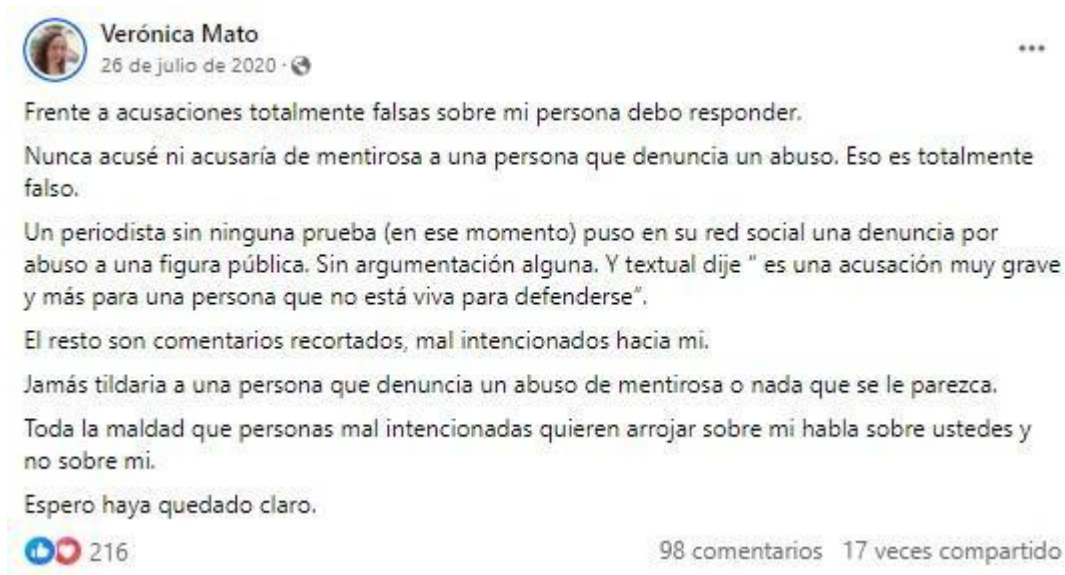 Verónica Mato
26 de julio de 2020 ·
Frente a acusaciones totalmente falsas sobre mi persona debo responder.
Nunca acusé ni acusaría de mentirosa a una persona que denuncia un abuso. Eso es totalmente
falso.
Un periodista sin ninguna prueba (en ese momento) puso en su red social una denuncia por
abuso a una figura pública. Sin argumentación alguna. Y textual dije " es una acusación muy grave
y más para una persona que no está viva para defenderse".
El resto son comentarios recortados, mal intencionados hacia mi.
Jamás tildaria a una persona que denuncia un abuso de mentirosa o nada que se le parezca.
Toda la maldad que personas mal intencionadas quieren arrojar sobre mi habla sobre ustedes y
no sobre mi.
Espero haya quedado claro.
216 98 comentarios 17 veces compartido